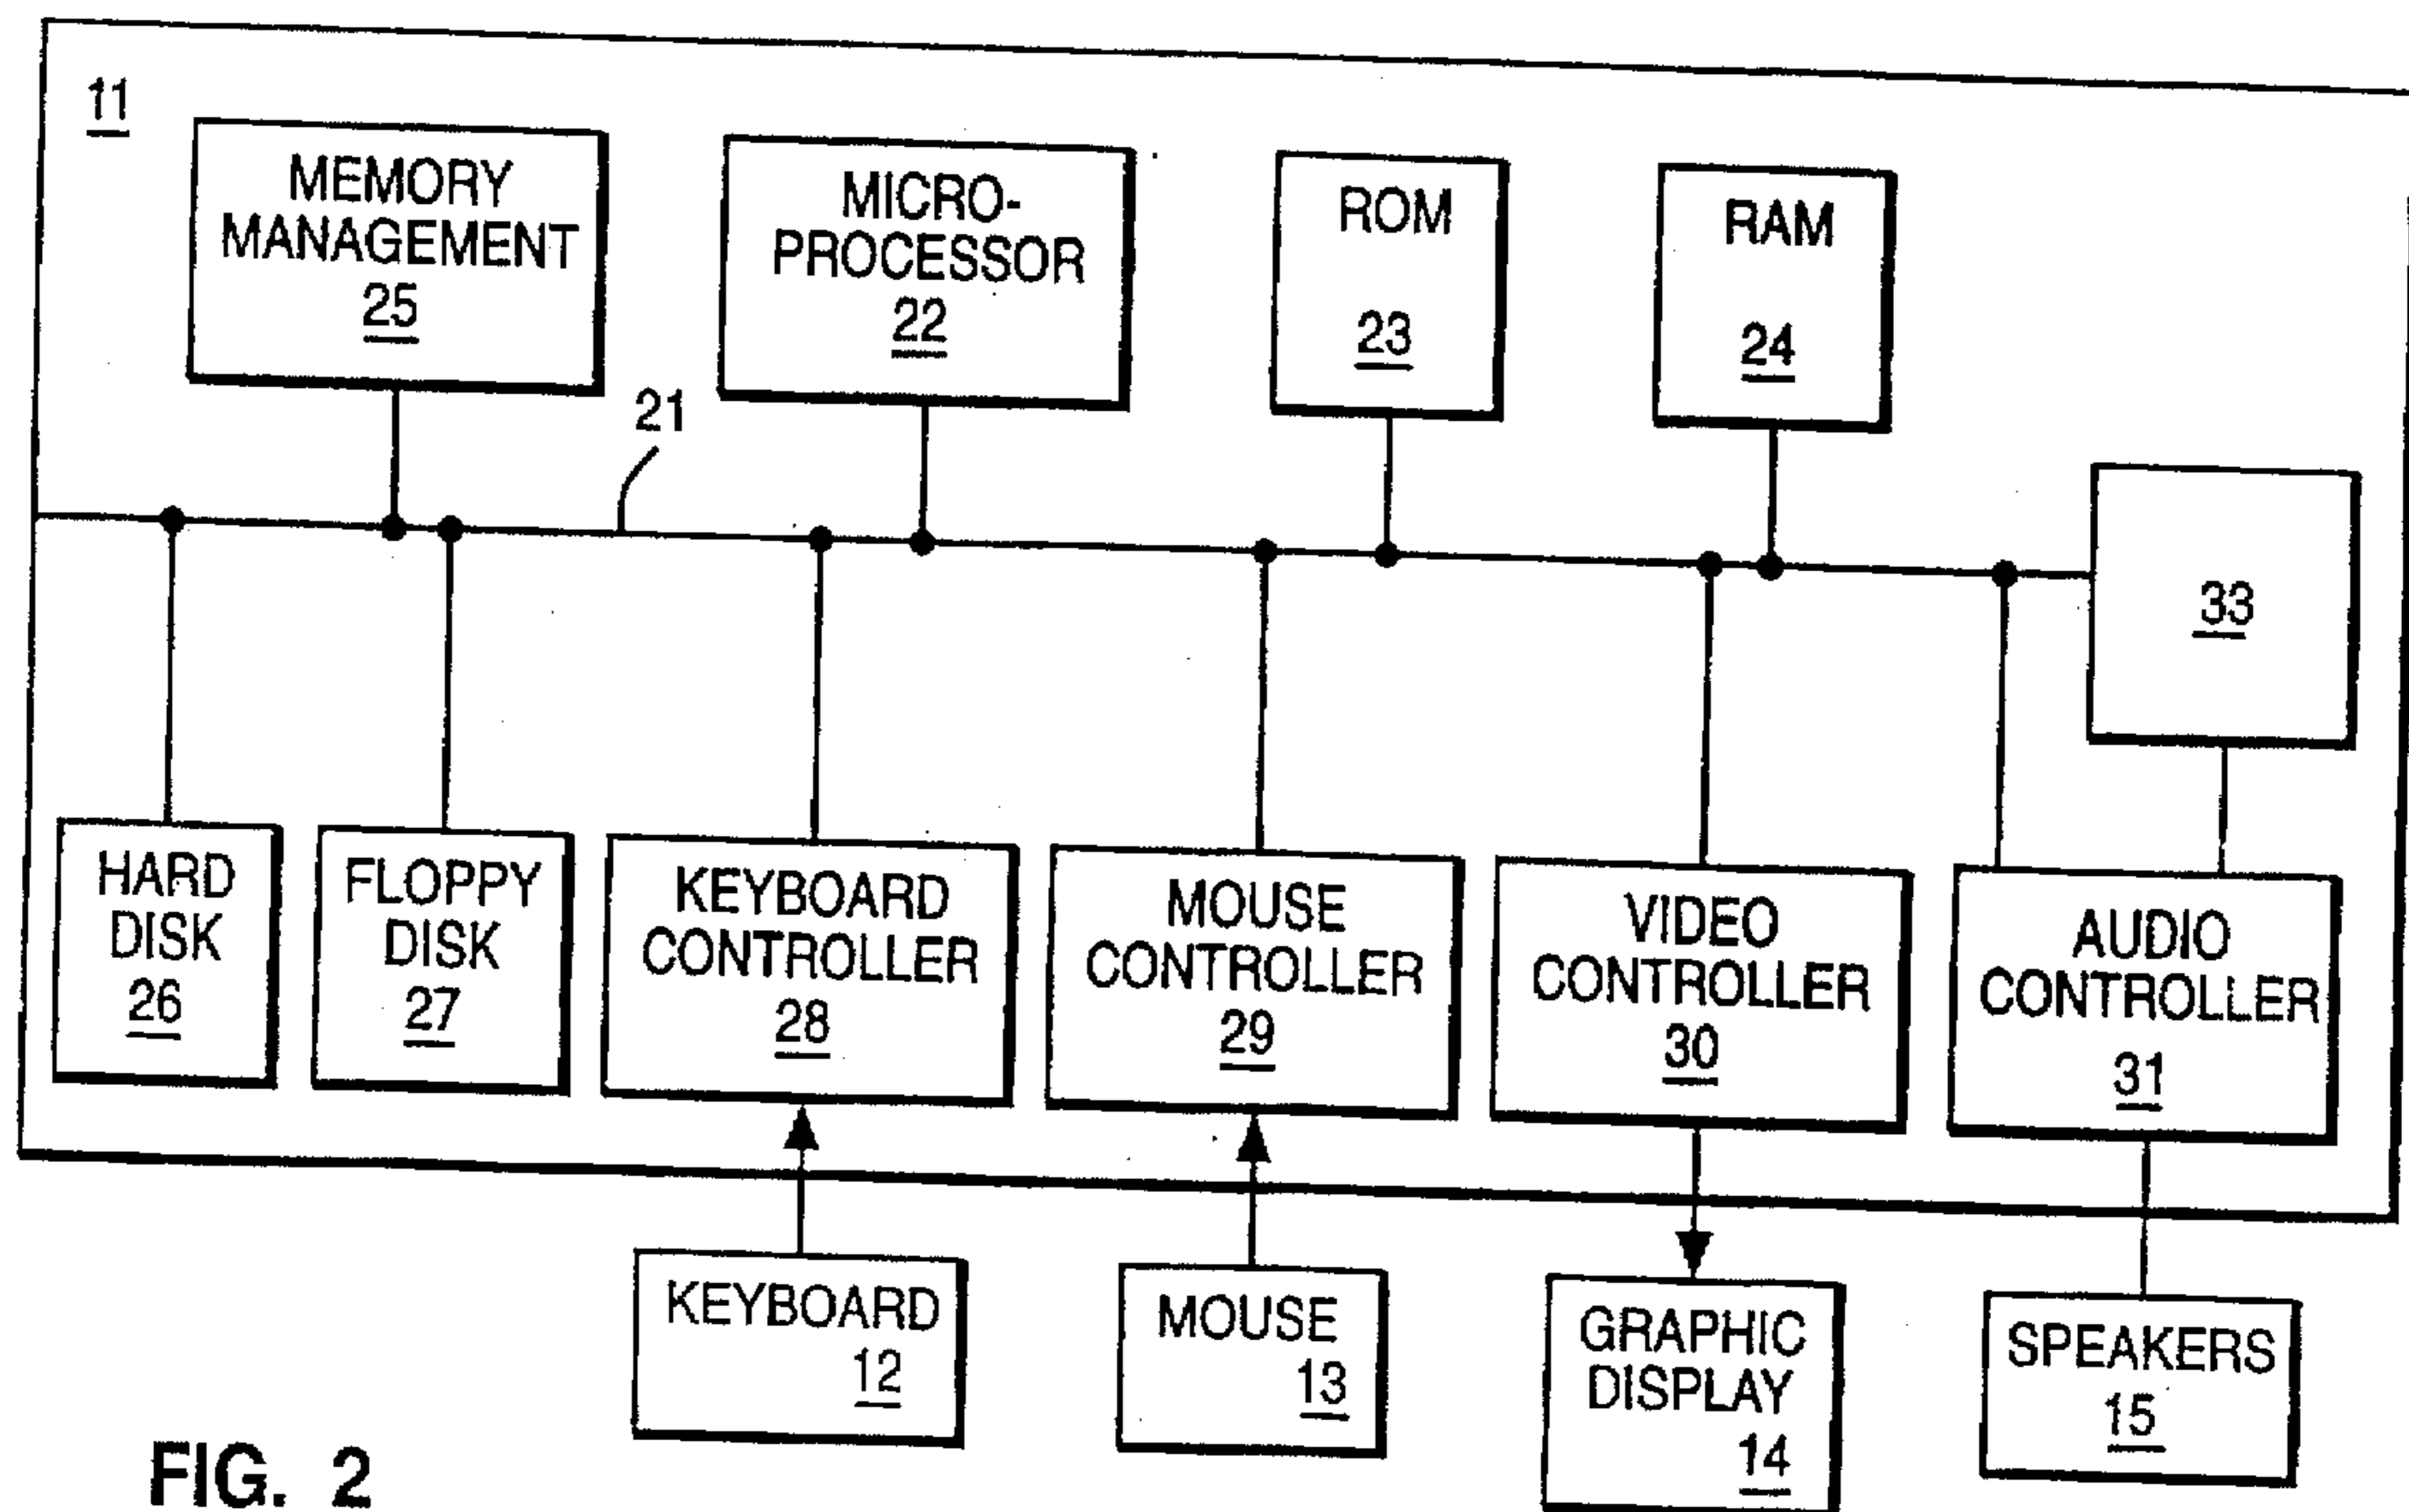 11
MEMORY
MANAGEMENT
25
MICRO-
PROCESSOR
22
ROM
23
RAM
24
21
33
HARD
DISK
26
FLOPPY
DISK
27
KEYBOARD
CONTROLLER
28
MOUSE
CONTROLLER
29
VIDEO
CONTROLLER
30
AUDIO
CONTROLLER
31
KEYBOARD
12
MOUSE
13
GRAPHIC
DISPLAY
14
SPEAKERS
15
FIG. 2